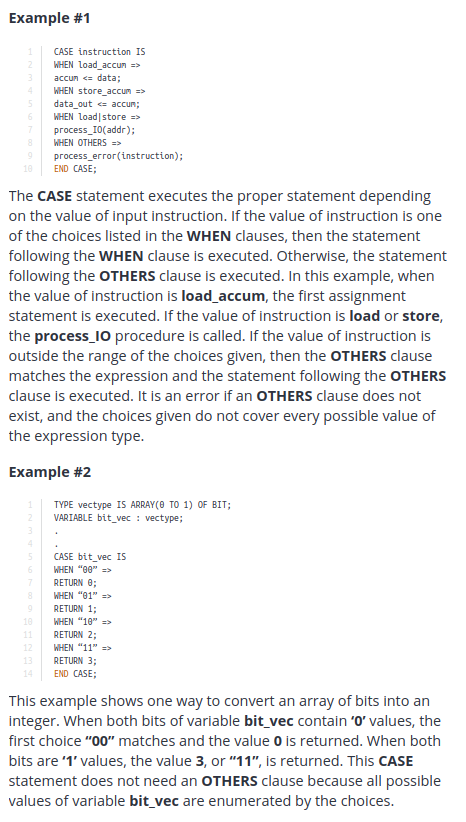 Example #1
1 CASE instruction IS
2 WHEN load_accum =>
3 accum <= data;
4 WHEN store_accum =>
5 data_out <= accum;
6 WHEN load|store =>
7 process_IO(addr);
8 WHEN OTHERS =>
9 process_error(instruction);
10 END CASE;
The CASE statement executes the proper statement depending
on the value of input instruction. If the value of instruction is one
of the choices listed in the WHEN clauses, then the statement
following the WHEN clause is executed. Otherwise, the statement
following the OTHERS clause is executed. In this example, when
the value of instruction is load_accum, the first assignment
statement is executed. If the value of instruction is load or store,
the process_IO procedure is called. If the value of instruction is
outside the range of the choices given, then the OTHERS clause
matches the expression and the statement following the OTHERS
clause is executed. It is an error if an OTHERS clause does not
exist, and the choices given do not cover every possible value of
the expression type.
Example #2
1 TYPE vectype IS ARRAY(0 TO 1) OF BIT;
2 VARIABLE bit_vec : vectype;
3 .
4 .
5 CASE bit_vec IS
6 WHEN “00” =>
7 RETURN 0;
8 WHEN “01” =>
9 RETURN 1;
10 WHEN “10” =>
11 RETURN 2;
12 WHEN “11” =>
13 RETURN 3;
14 END CASE;
This example shows one way to convert an array of bits into an
integer. When both bits of variable bit_vec contain ‘0’ values, the
first choice “00” matches and the value 0 is returned. When both
bits are ‘1’ values, the value 3, or “11”, is returned. This CASE
statement does not need an OTHERS clause because all possible
values of variable bit_vec are enumerated by the choices.